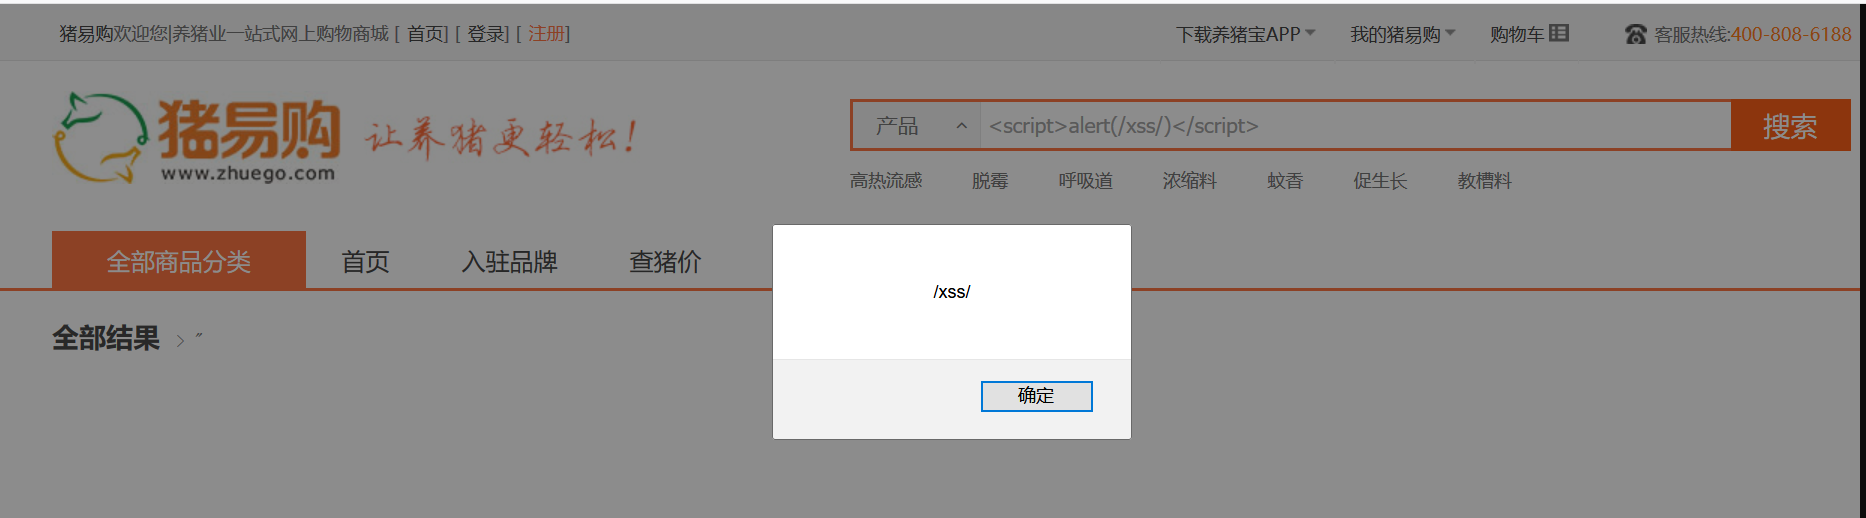 猪易购欢迎您|养猪业一站式网上购物商城 [ 首页] [ 登录] [ 注册]
下载养猪宝APP 我的猪易购 购物车 客服热线:400-808-6188
猪易购
www.zhuego.com
让养猪更轻松!
产品 <script>alert(/xss/)</script> 搜索
高热流感 脱霉 呼吸道 浓缩料 蚊香 促生长 教槽料
全部商品分类 首页 入驻品牌 查猪价
/xss/
全部结果 > "
确定